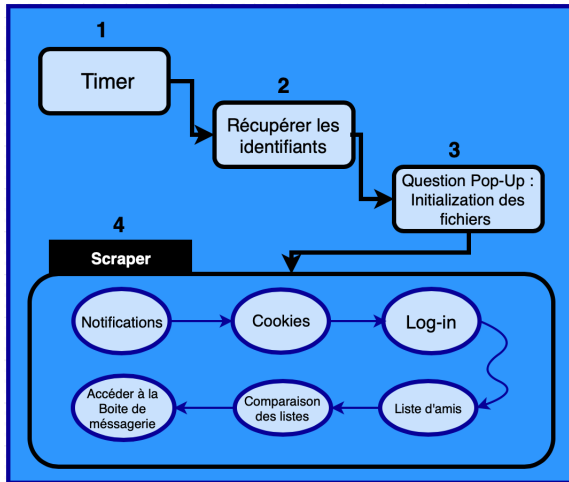 1
Timer
2
Récupérer les
identifiants
3
Question Pop-Up :
Initialization des
fichiers
4
Scraper
Notifications
Cookies
Log-in
Liste d'amis
Comparaison
des listes
Accéder à la
Boite de
méssagerie